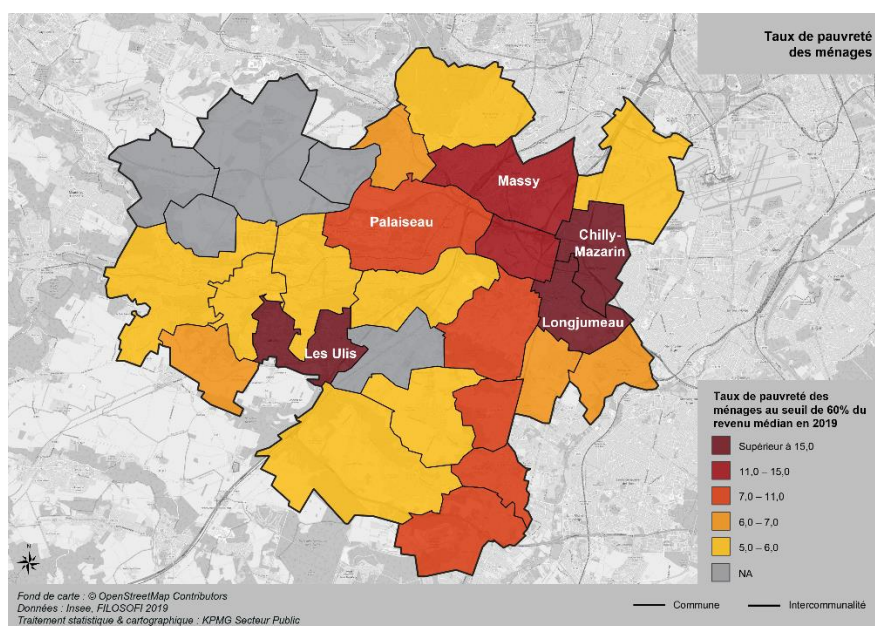 Taux de pauvreté
des ménages
Massy
Palaiseau
Chilly-
Mazarin
Longjumeau
Les Ulis
Taux de pauvreté des
ménages au seuil de 60% du
revenu médian en 2019
Supérieur à 15,0
11,0 – 15,0
7,0 – 11,0
6,0 – 7,0
5,0 – 6,0
NA
Fond de carte : © OpenStreetMap Contributors
Données : Insee, FILOSOFI 2019
Traitement statistique & cartographique : KPMG Secteur Public
Commune
Intercommunalité